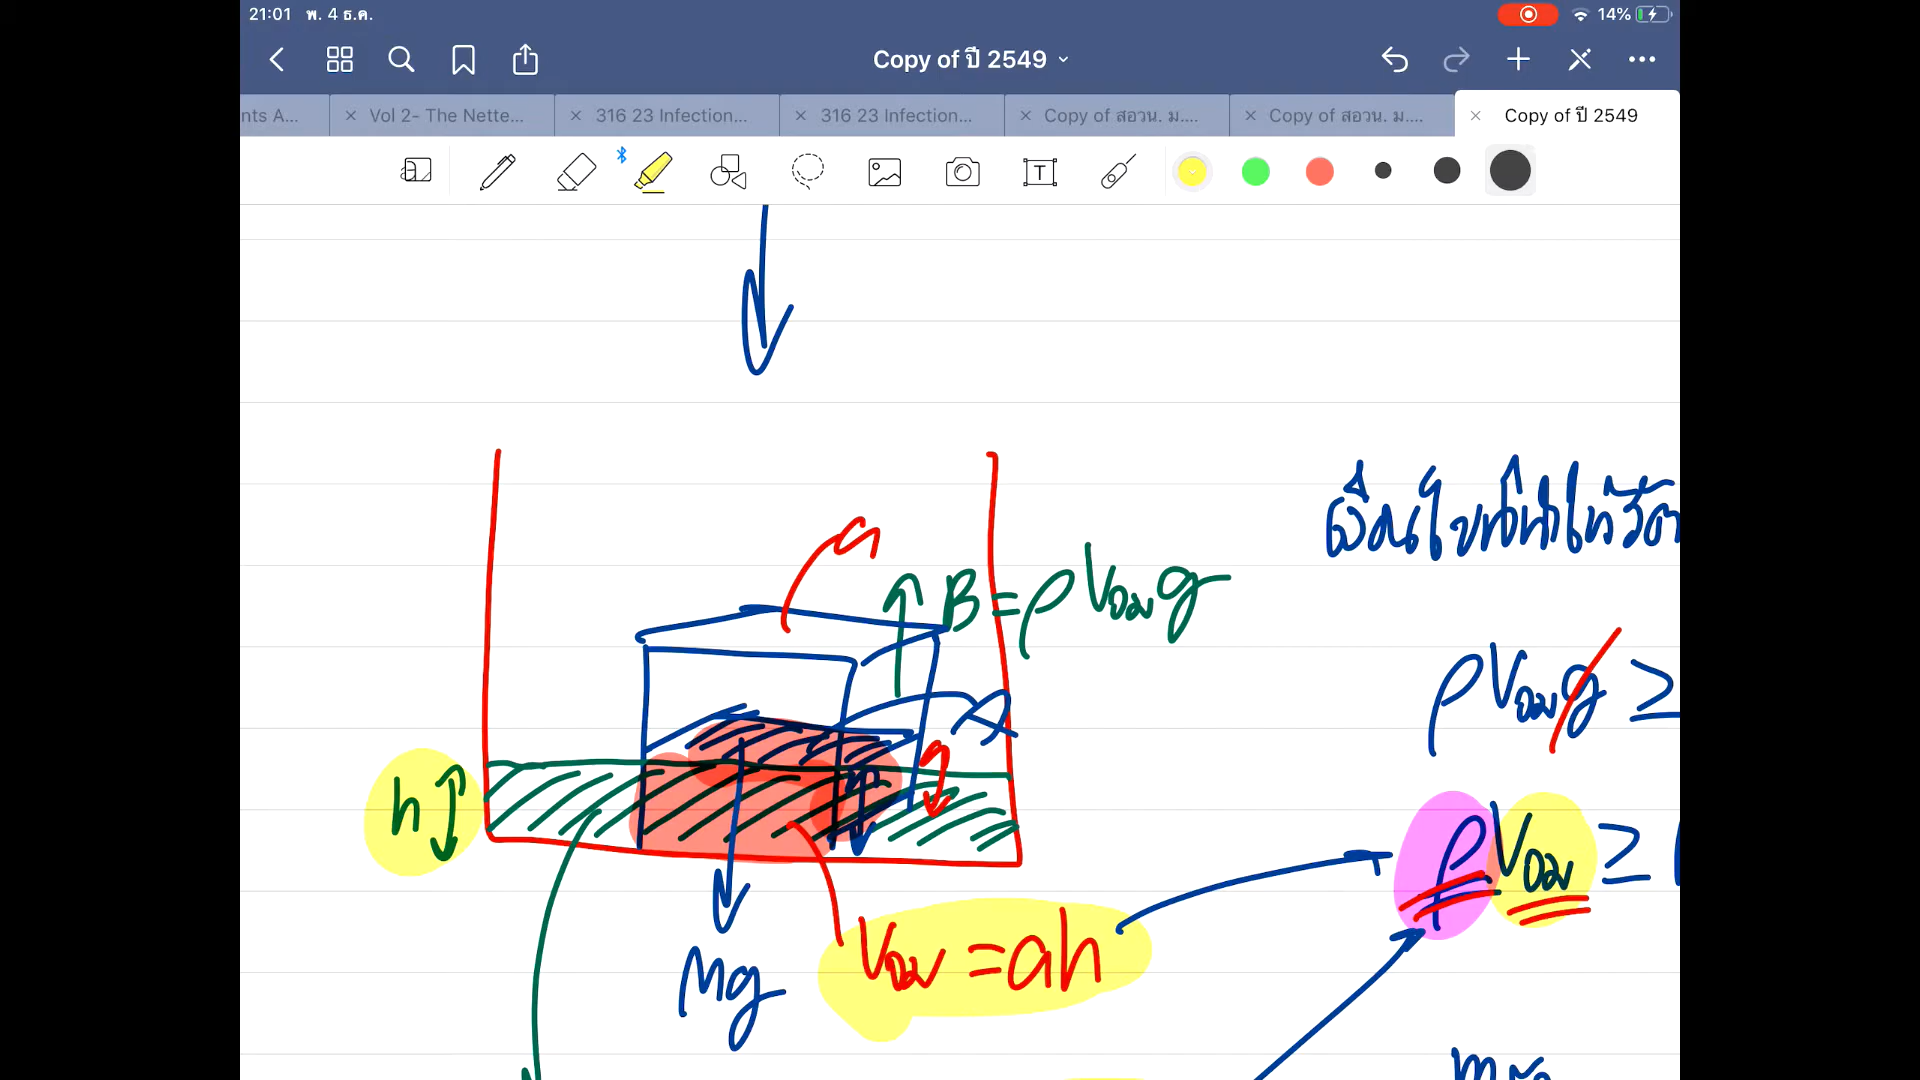 21:01 พ. 4 ธ.ค.
14%
Copy of ปี 2549
nts A...
Vol 2- The Nette...
316 23 Infection...
316 23 Infection...
Copy of สอวน. ม....
Copy of สอวน. ม....
Copy of ปี 2549
T
a
B = ρVจมg
ρVจมg ≥
h
ρVจม ≥
Vจม = ah
Mg